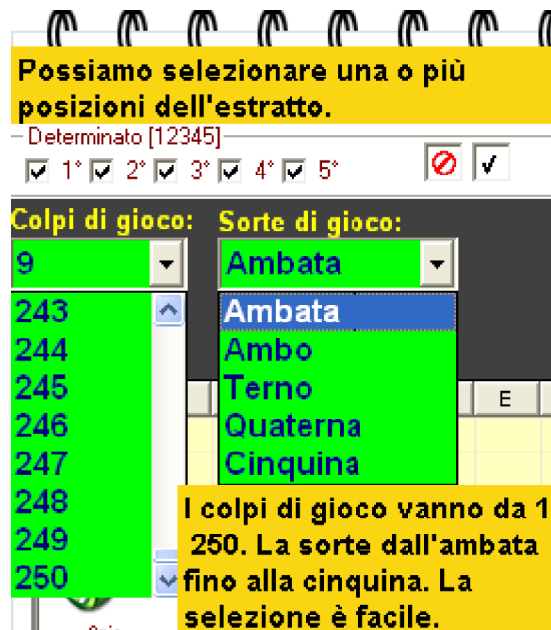 Possiamo selezionare una o più
posizioni dell'estratto.
Determinato [12345]
1° 2° 3° 4° 5°
Colpi di gioco: Sorte di gioco:
9 Ambata
243 Ambata
244 Ambo
245 Terno
E
246 Quaterna
247 Cinquina
248
249
250
I colpi di gioco vanno da 1
250. La sorte dall'ambata
fino alla cinquina. La
selezione è facile.